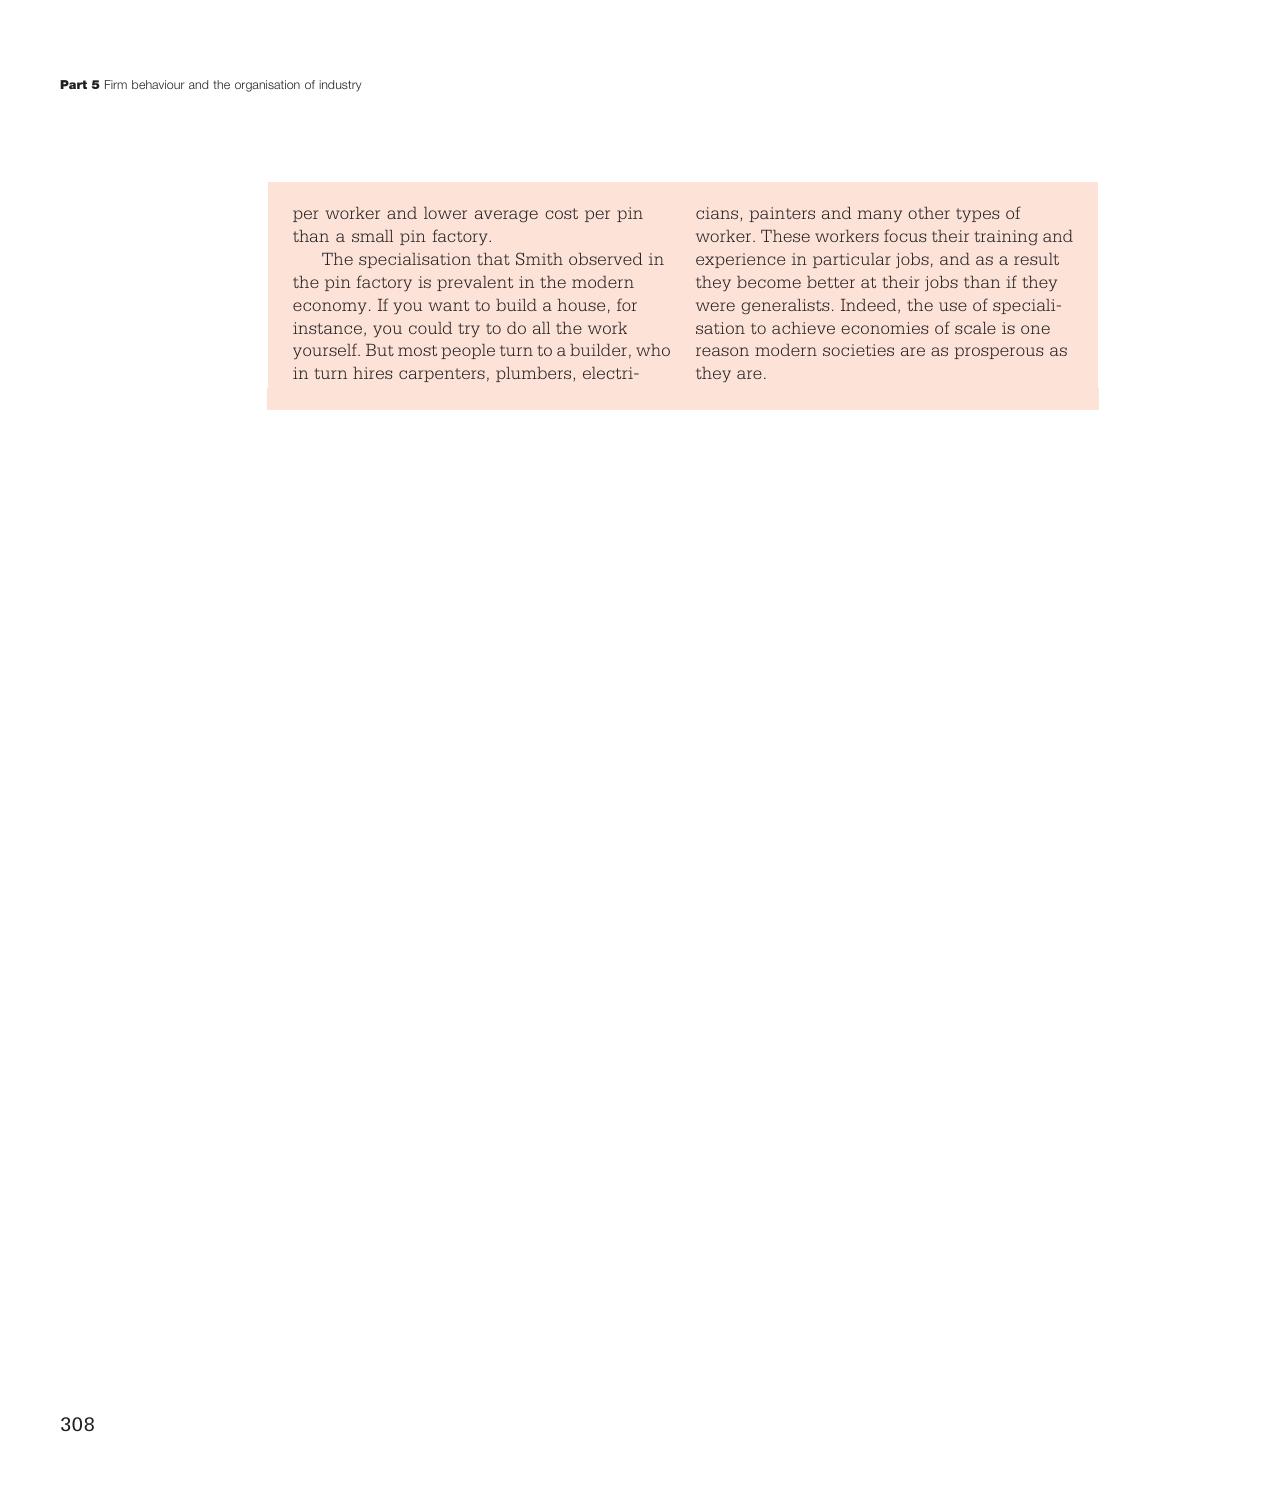 Part 5 Firm behaviour and the organisation of industry
per worker and lower average cost per pin
than a small pin factory.
The specialisation that Smith observed in
the pin factory is prevalent in the modern
economy. If you want to build a house, for
instance, you could try to do all the work
yourself. But most people turn to a builder, who
in turn hires carpenters, plumbers, electri-
cians, painters and many other types of
worker. These workers focus their training and
experience in particular jobs, and as a result
they become better at their jobs than if they
were generalists. Indeed, the use of speciali-
sation to achieve economies of scale is one
reason modern societies are as prosperous as
they are.
308